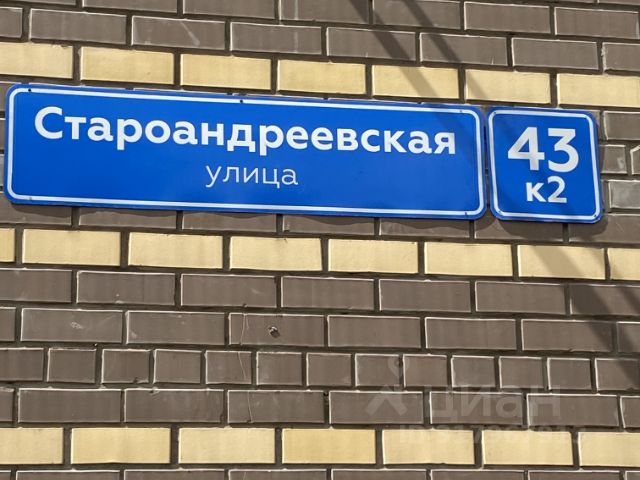 Староандреевская
улица
43
к2
циан